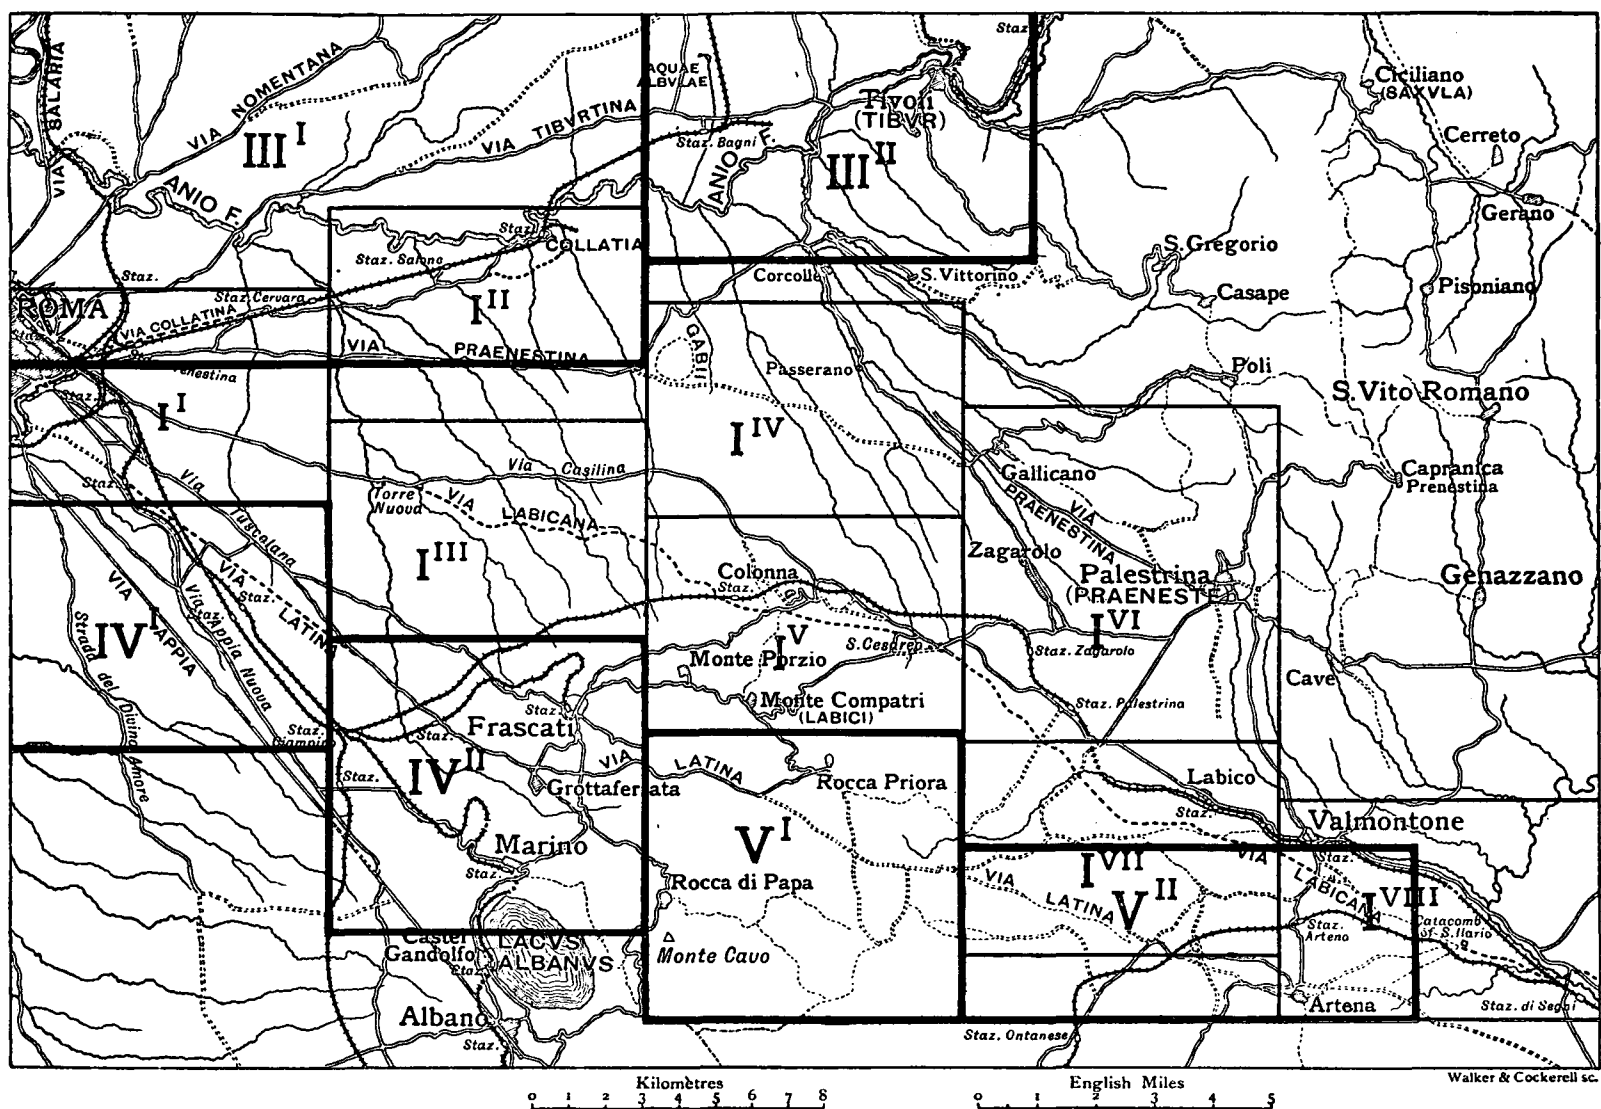 Staz.
VIA SALARIA
VIA NOMENTANA
AQUAE
ALBVLAE
Ciciliano
(SAXVLA)
Tivoli
(TIBVR)
VIA TIBVRTINA
III I
Staz. Bagni
ANIO F.
III II
Cerreto
ANIO F.
Gerano
Staz.
COLLATIA
S. Gregorio
Staz. Salone
Staz.
Corcolle
S. Vittorino
Casape
Pisoniano
Staz. Cervara
ROMA
I II
VIA COLLATINA
GABII
VIA PRAENESTINA
Passerano
Poli
S. Vito Romano
Staz.
I I
I IV
Via Casilina
Gallicano
Capranica
Prenestina
Staz.
Via Tuscolana
Torre
Nuova
VIA LABICANA
VIA PRAENESTINA
I III
Zagarolo
Colonna
Staz.
Palestrina
(PRAENESTE)
Genazzano
VIA APPIA
VIA LATINA
Staz.
Via Appia Nuova
IV I
Strada del Divino Amore
I V
S. Cesareo
I VI
Staz. Zagarolo
Monte Porzio
Cave
Monte Compatri
(LABICI)
Staz. Palestrina
Staz.
Frascati
Staz.
Ciampino
Staz.
IV II
VIA LATINA
Staz.
Grottaferrata
Rocca Priora
Labico
Staz.
Valmontone
V I
Marino
Staz.
VIA LABICANA
Staz.
I VII
VIA LATINA
V II
I VIII
Rocca di Papa
Catacomb
of S. Ilario
Staz.
Arteno
Castel
Gandolfo
LACVS
ALBANVS
Monte Cavo
Artena
Staz. di Segni
Albano
Staz.
Staz. Ontanese
Walker & Cockerell sc.
Kilomètres
English Miles
0 1 2 3 4 5 6 7 8
0 1 2 3 4 5